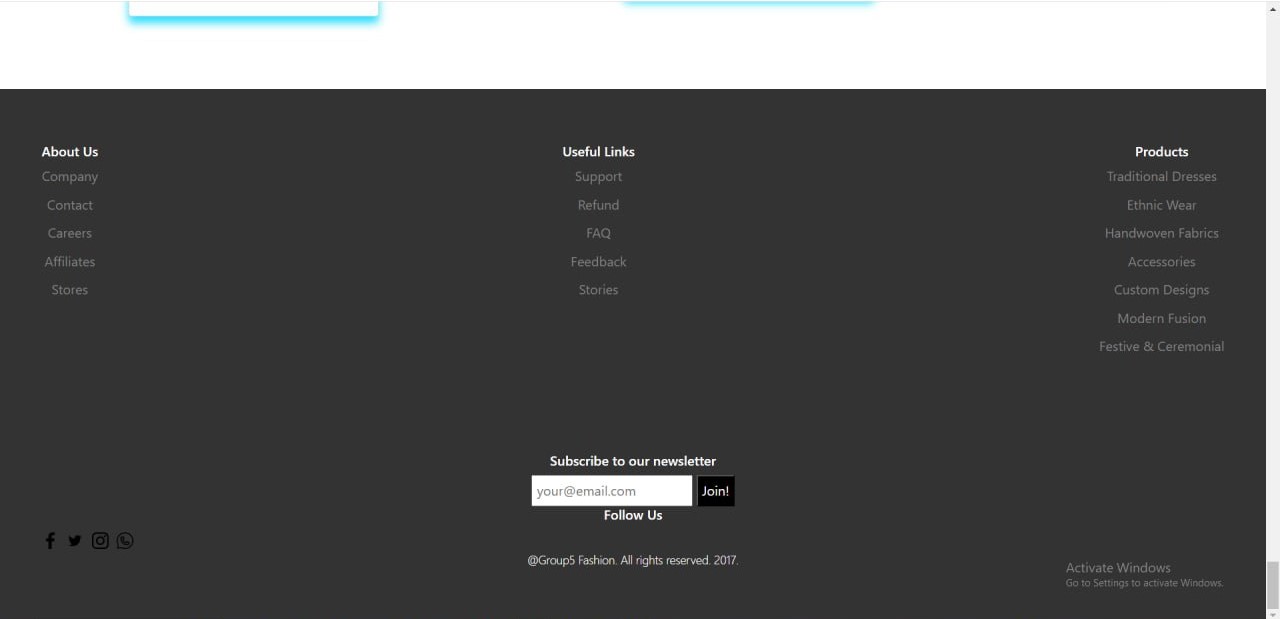 About Us
Company
Contact
Careers
Affiliates
Stores
Useful Links
Support
Refund
FAQ
Feedback
Stories
Products
Traditional Dresses
Ethnic Wear
Handwoven Fabrics
Accessories
Custom Designs
Modern Fusion
Festive & Ceremonial
Subscribe to our newsletter
your@email.com Join!
Follow Us
@Group5 Fashion. All rights reserved. 2017.
Activate Windows
Go to Settings to activate Windows.